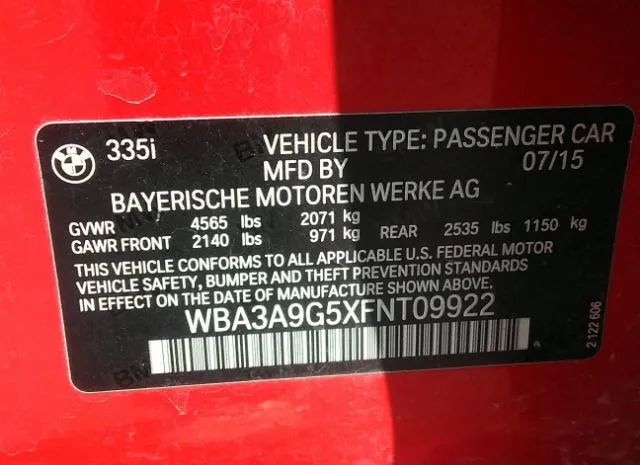 BMW 335i VEHICLE TYPE: PASSENGER CAR
MFD BY 07/15
BAYERISCHE MOTOREN WERKE AG
GVWR 4565 lbs 2071 kg
GAWR FRONT 2140 lbs 971 kg REAR 2535 lbs 1150 kg
THIS VEHICLE CONFORMS TO ALL APPLICABLE U.S. FEDERAL MOTOR
VEHICLE SAFETY, BUMPER AND THEFT PREVENTION STANDARDS
IN EFFECT ON THE DATE OF MANUFACTURE SHOWN ABOVE.
WBA3A9G5XFNT09922
2 122 606